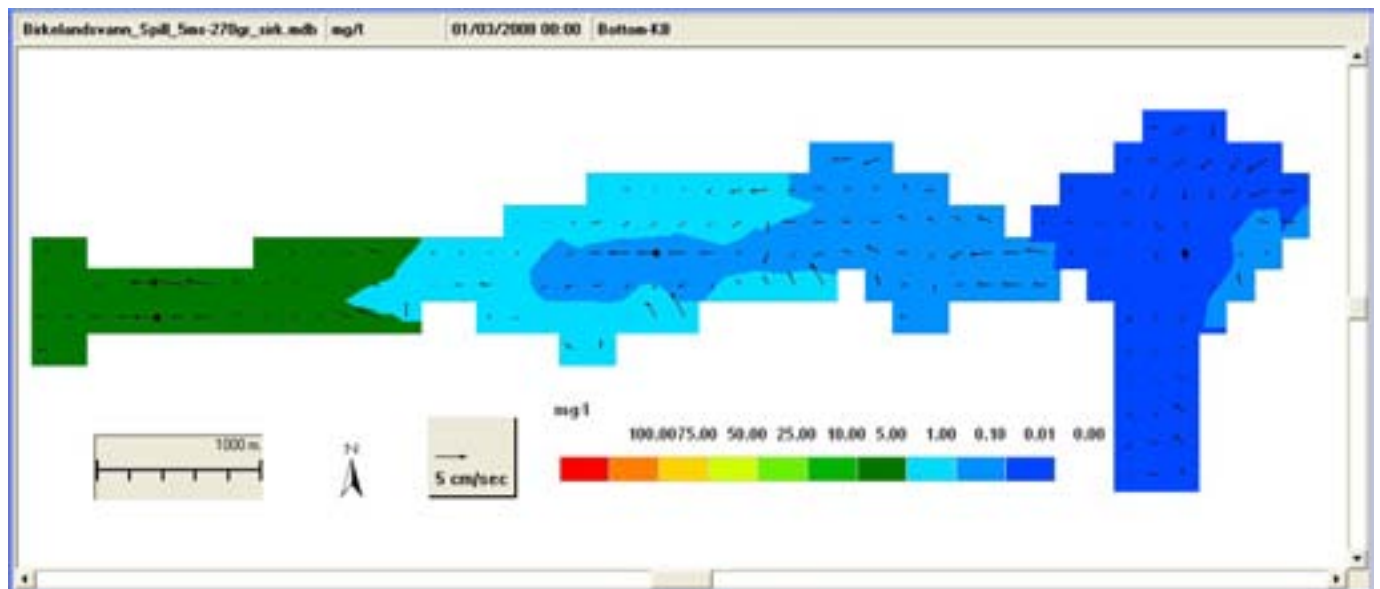 Birkelandsvann_Spill_5ms-270gr_sirk.mdb mg/l 01/03/2008 00:00 Bottom-KB
mg/l
100.00 75.00 50.00 25.00 10.00 5.00 1.00 0.10 0.01 0.00
1000 m.
N
5 cm/sec